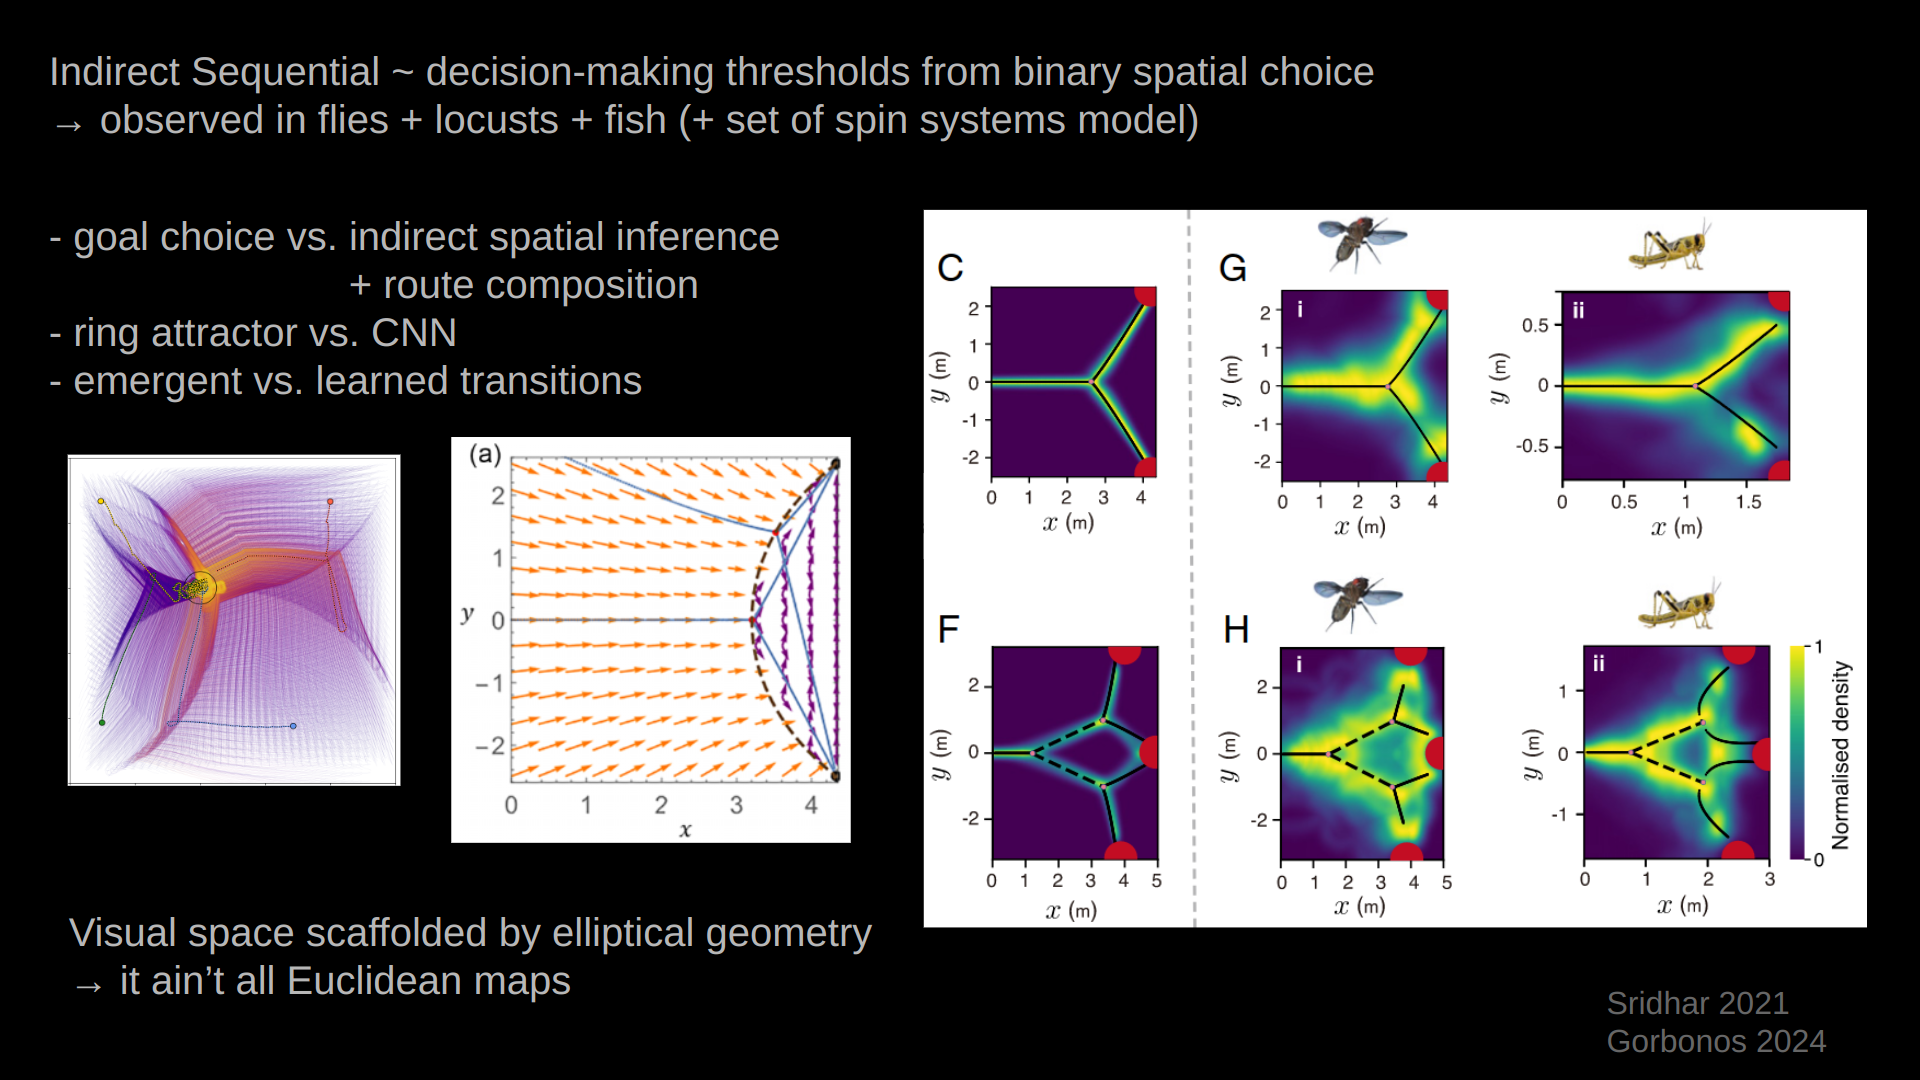 Indirect Sequential ~ decision-making thresholds from binary spatial choice
→ observed in flies + locusts + fish (+ set of spin systems model)
- goal choice vs. indirect spatial inference
+ route composition
- ring attractor vs. CNN
- emergent vs. learned transitions
(a)
2
1
y 0
−1
−2
0 1 2 3 4
x
Visual space scaffolded by elliptical geometry
→ it ain't all Euclidean maps
C
2
1
0
-1
-2
y (m)
0 1 2 3 4
x (m)
G
i
2
1
0
-1
-2
y (m)
0 1 2 3 4
x (m)
ii
0.5
0
-0.5
y (m)
0 0.5 1 1.5
x (m)
F
2
0
-2
y (m)
0 1 2 3 4 5
x (m)
H
i
2
0
-2
y (m)
0 1 2 3 4 5
x (m)
ii
1
0
-1
y (m)
0 1 2 3
x (m)
1
0
Normalised density
Sridhar 2021
Gorbonos 2024